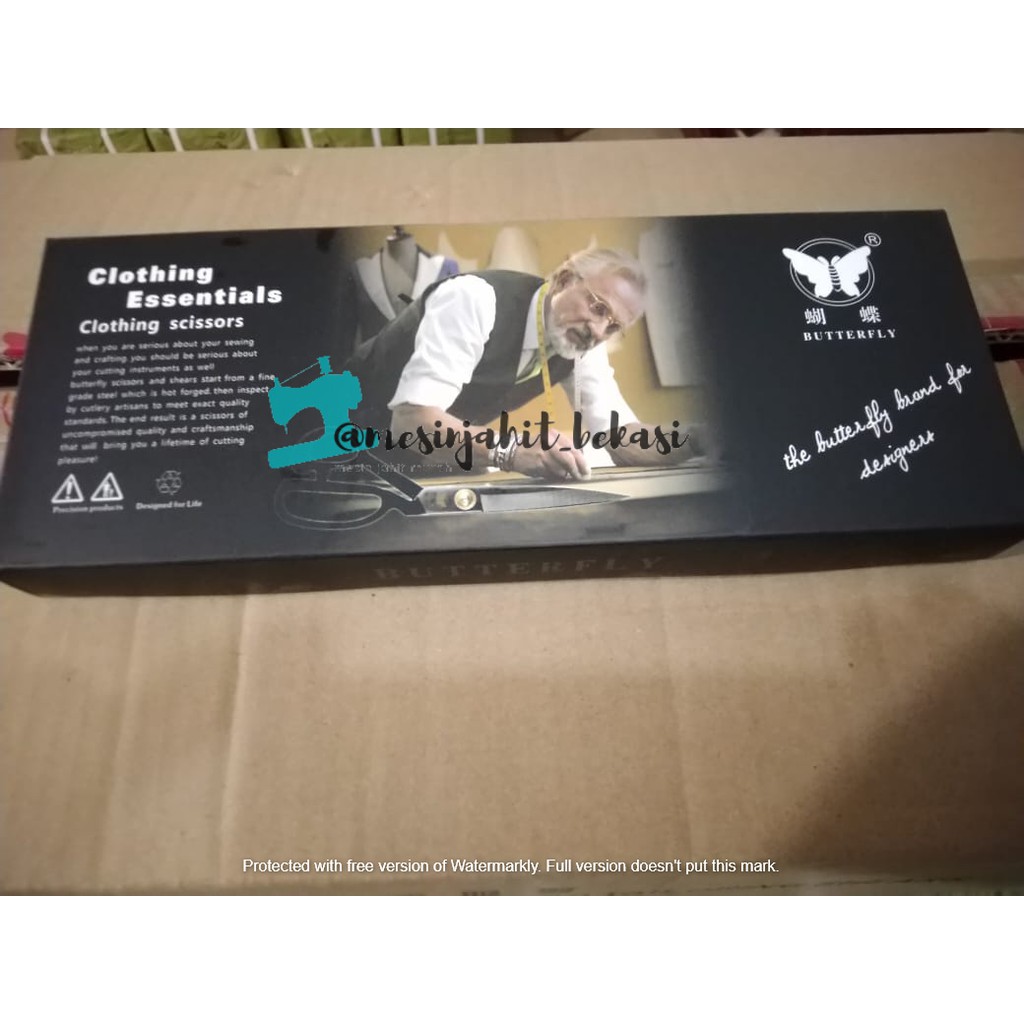 Clothing
Essentials
Clothing scissors
when you are serious about your sewing
and crafting you should be serious about
your cutting instruments as well
butterfly scissors and shears start from a fine
grade steel which is hot forged. then inspect
by cutlery artisans to meet exact quality
standards. The end result is a scissors of
uncompromised quality and craftsmanship
that will bring you a lifetime of cutting
pleasure!
Precision products
Designed for Life
@mesinjahit_bekasi
®
蝴 蝶
BUTTERFLY
the butterfly brand for
designers
BUTTERFLY
Protected with free version of Watermarkly. Full version doesn't put this mark.